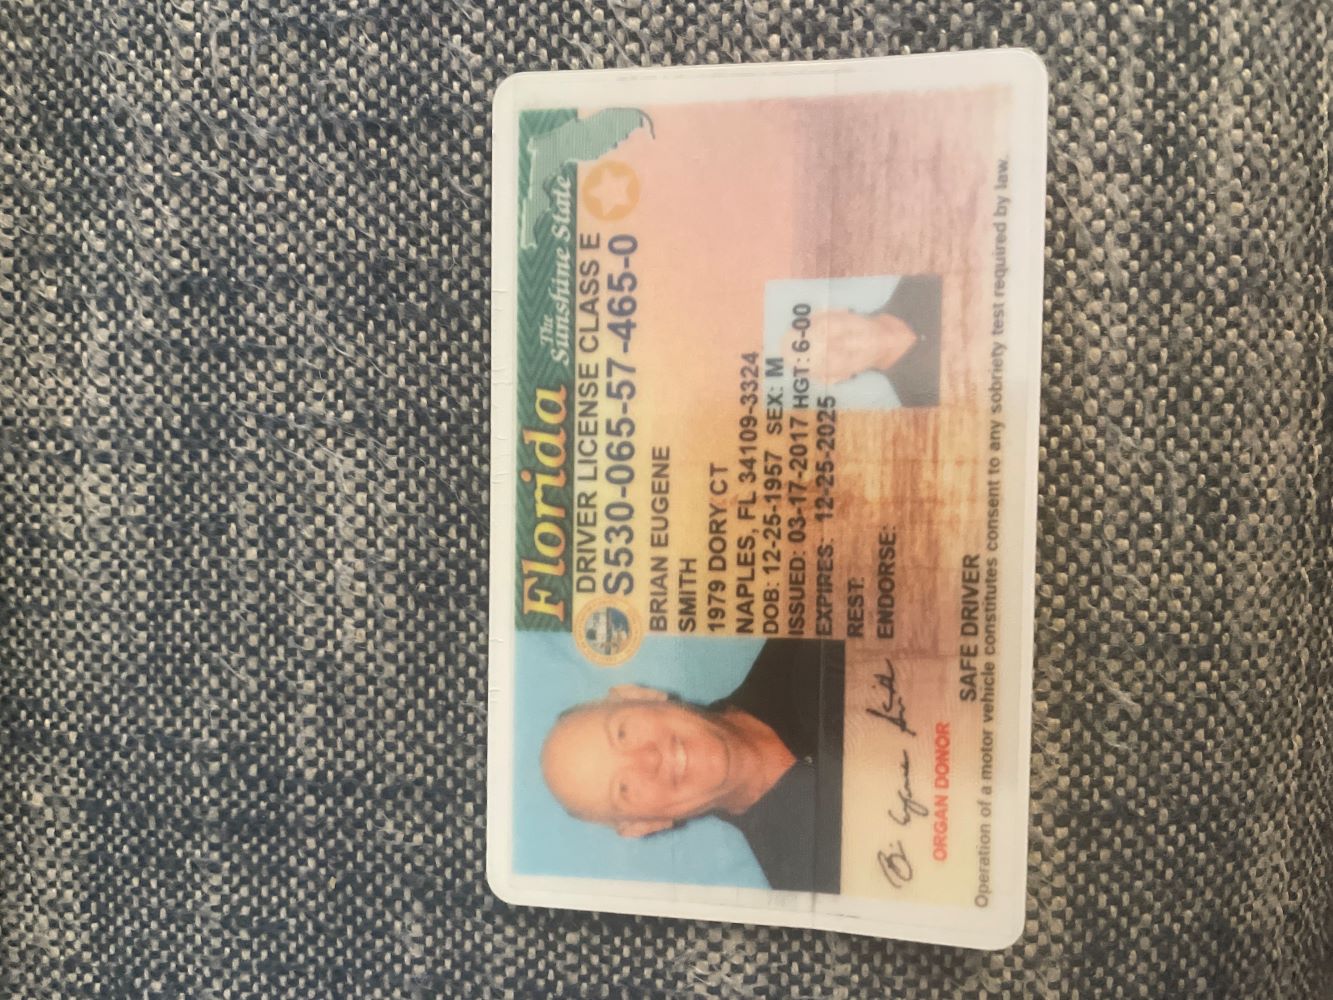 Florida The Sunshine State
DRIVER LICENSE CLASS E
S530-065-57-465-0
BRIAN EUGENE
SMITH
1979 DORY CT
NAPLES, FL 34109-3324
DOB: 12-25-1957 SEX: M
ISSUED: 03-17-2017 HGT: 6-00
EXPIRES: 12-25-2025
REST:
ENDORSE:
ORGAN DONOR
SAFE DRIVER
Operation of a motor vehicle constitutes consent to any sobriety test required by law.